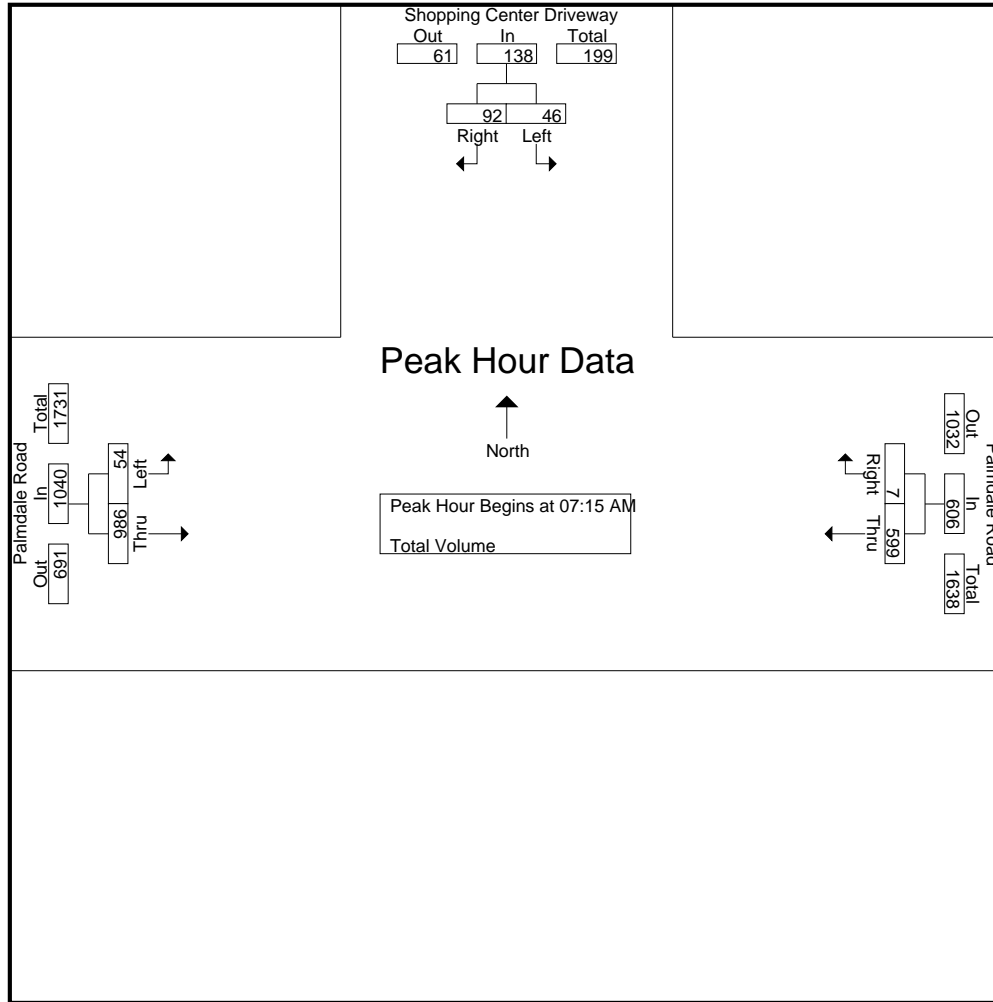 Shopping Center Driveway
Out In Total
61 138 199
92 46
Right Left
Peak Hour Data
North
Peak Hour Begins at 07:15 AM
Total Volume
Palmdale Road
Out In Total
691 1040 1731
986 54
Thru Left
Palmdale Road
Out In Total
1032 606 1638
7 599
Right Thru